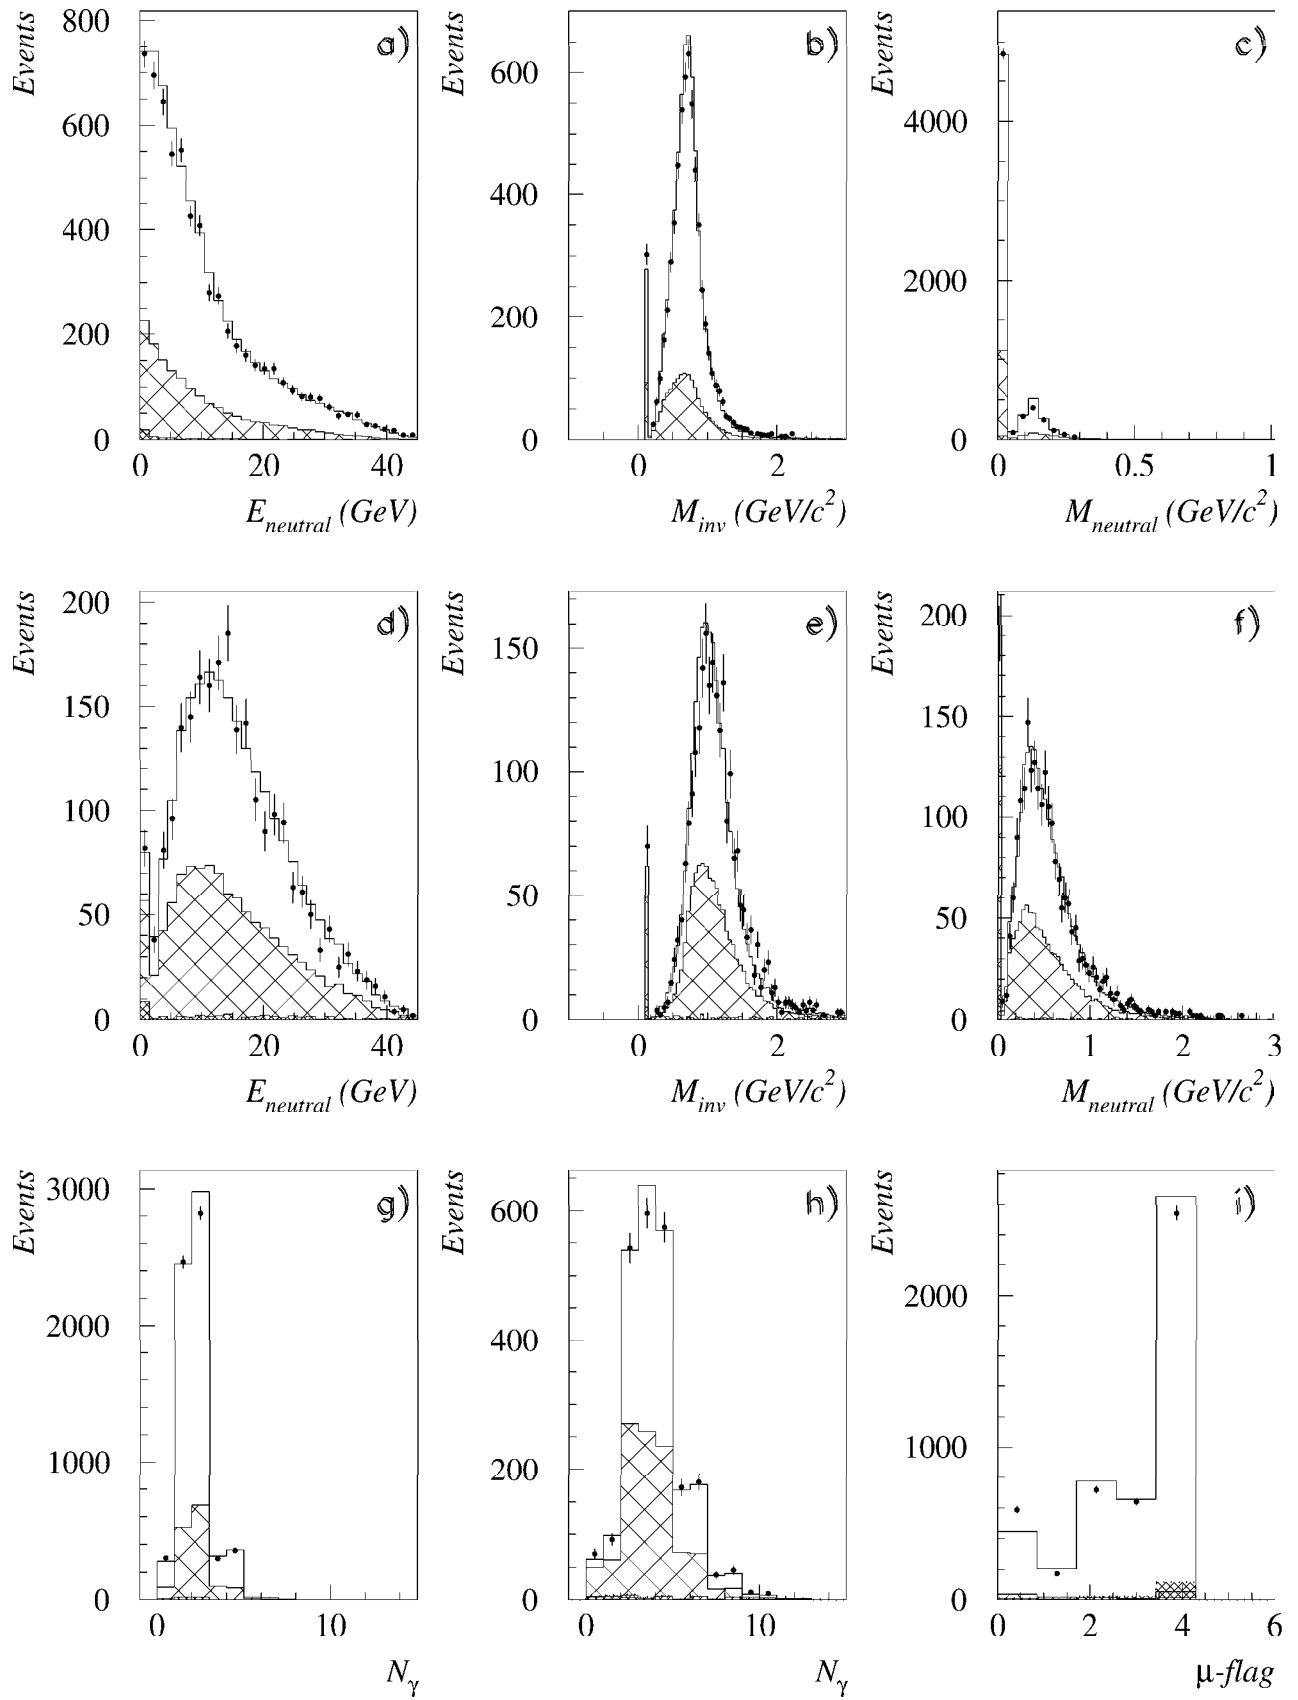 Events
800
600
400
200
0
a)
0 20 40
E_neutral (GeV)
Events
600
400
200
0
b)
0 2
M_inv (GeV/c²)
Events
4000
2000
0
c)
0 0.5 1
M_neutral (GeV/c²)
Events
200
150
100
50
0
d)
0 20 40
E_neutral (GeV)
Events
150
100
50
0
e)
0 2
M_inv (GeV/c²)
Events
200
150
100
50
0
f)
0 1 2 3
M_neutral (GeV/c²)
Events
3000
2000
1000
0
g)
0 10
N_γ
Events
600
400
200
0
h)
0 10
N_γ
Events
2000
1000
0
i)
0 2 4 6
μ-flag